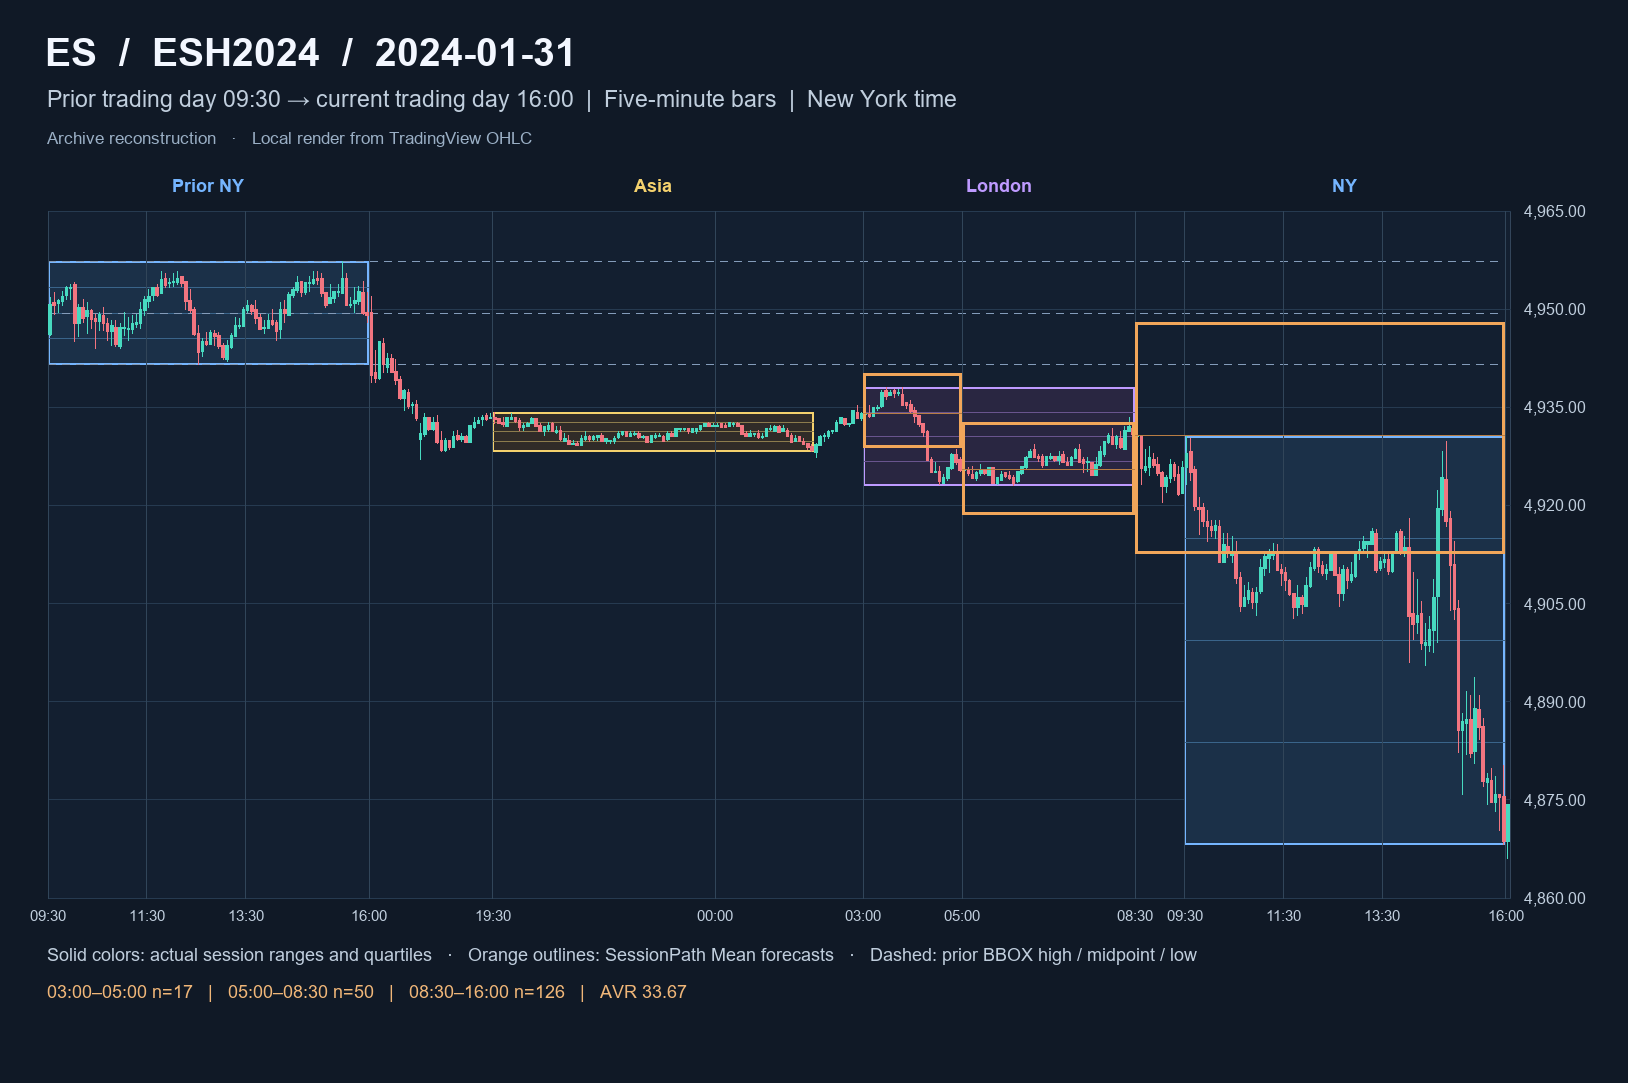 ES / ESH2024 / 2024-01-31
Prior trading day 09:30 → current trading day 16:00 | Five-minute bars | New York time
Archive reconstruction · Local render from TradingView OHLC
Prior NY Asia London NY
4,965.00
4,950.00
4,935.00
4,920.00
4,905.00
4,890.00
4,875.00
4,860.00
09:30 11:30 13:30 16:00 19:30 00:00 03:00 05:00 08:30 09:30 11:30 13:30 16:00
Solid colors: actual session ranges and quartiles · Orange outlines: SessionPath Mean forecasts · Dashed: prior BBOX high / midpoint / low
03:00–05:00 n=17 | 05:00–08:30 n=50 | 08:30–16:00 n=126 | AVR 33.67